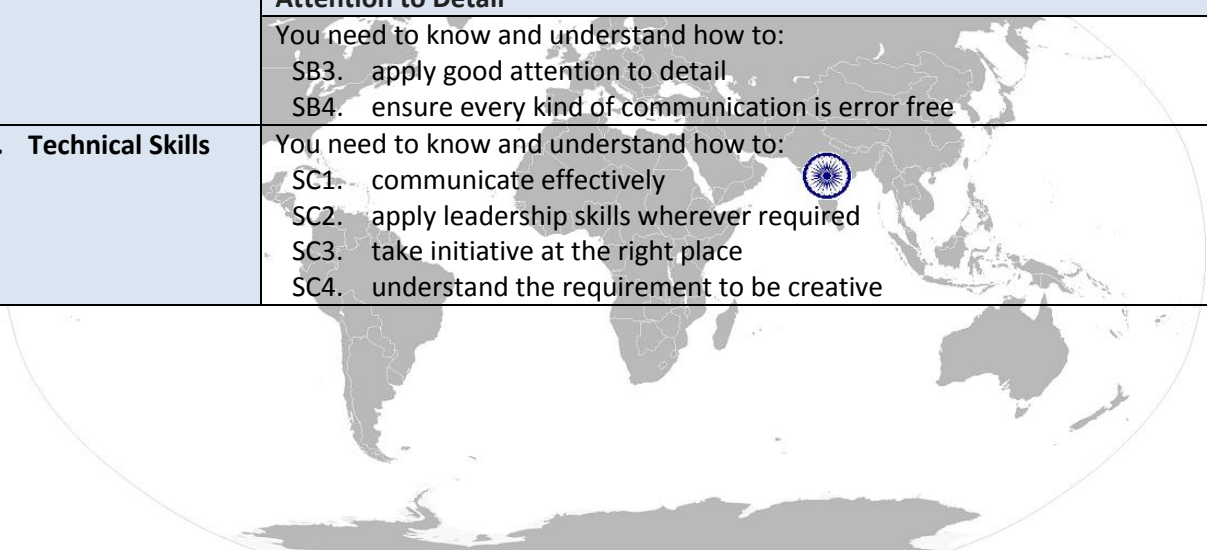 Attention to Detail
You need to know and understand how to:
SB3. apply good attention to detail
SB4. ensure every kind of communication is error free
. Technical Skills
You need to know and understand how to:
SC1. communicate effectively
SC2. apply leadership skills wherever required
SC3. take initiative at the right place
SC4. understand the requirement to be creative